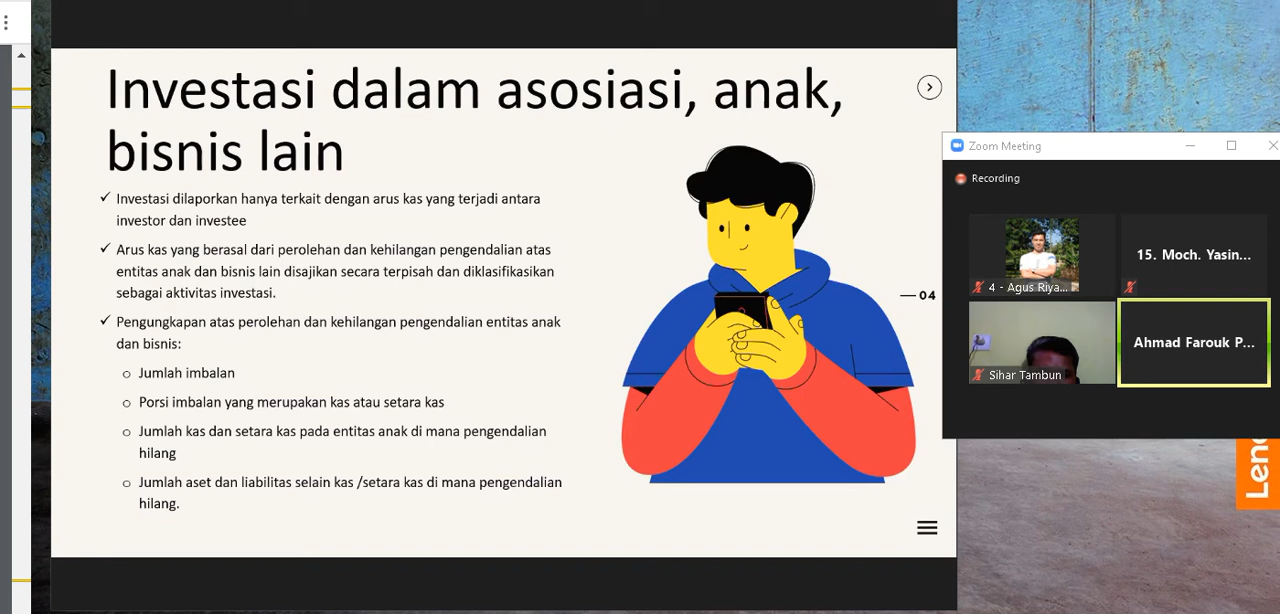 Investasi dalam asosiasi, anak,
bisnis lain
✓ Investasi dilaporkan hanya terkait dengan arus kas yang terjadi antara
investor dan investee
✓ Arus kas yang berasal dari perolehan dan kehilangan pengendalian atas
entitas anak dan bisnis lain disajikan secara terpisah dan diklasifikasikan
sebagai aktivitas investasi.
✓ Pengungkapan atas perolehan dan kehilangan pengendalian entitas anak
dan bisnis:
o Jumlah imbalan
o Porsi imbalan yang merupakan kas atau setara kas
o Jumlah kas dan setara kas pada entitas anak di mana pengendalian
hilang
o Jumlah aset dan liabilitas selain kas /setara kas di mana pengendalian
hilang.
04
Zoom Meeting
Recording
4 - Agus Riya...
15. Moch. Yasin...
Sihar Tambun
Ahmad Farouk P...